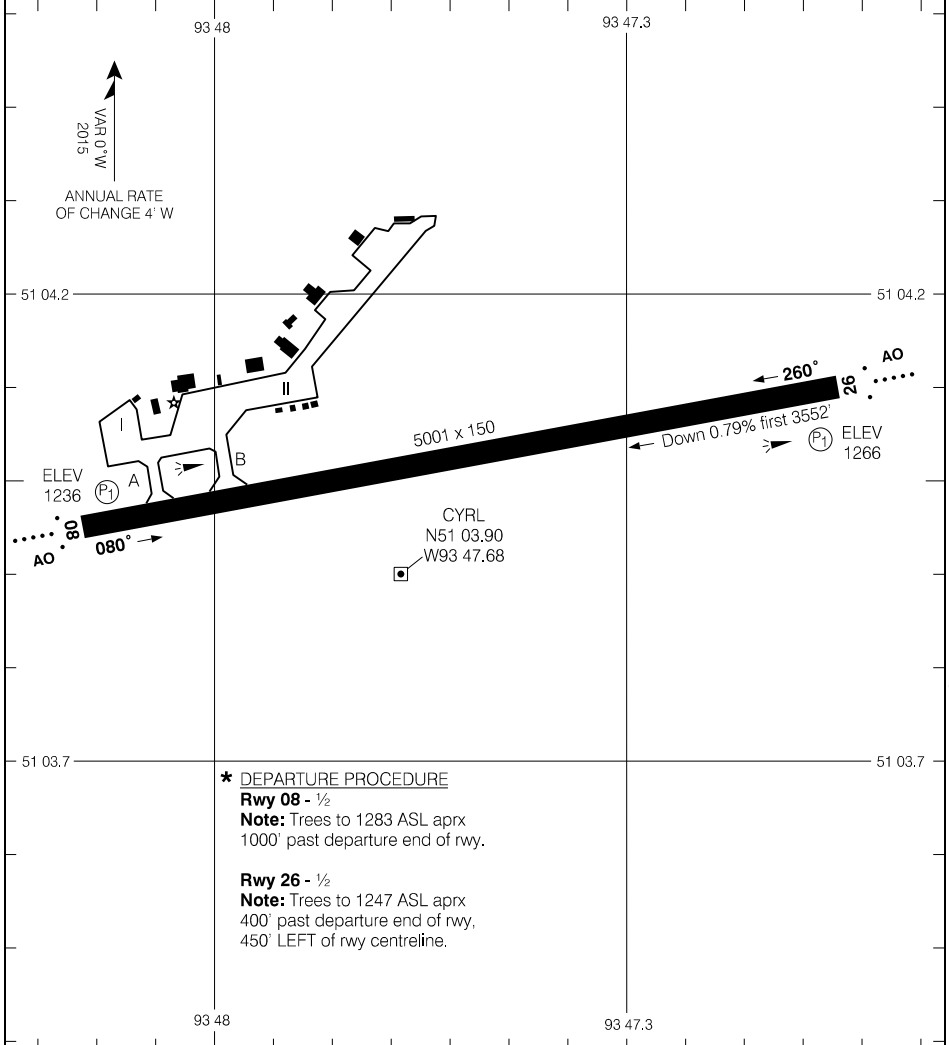 93 48
93 47.3
VAR 0°W
2015
ANNUAL RATE
OF CHANGE 4' W
51 04.2
51 04.2
AO
260°
26
II
I
5001 x 150
Down 0.79% first 3552'
P1
ELEV
1266
B
A
ELEV
1236
P1
08
080°
AO
CYRL
N51 03.90
W93 47.68
51 03.7
51 03.7
* DEPARTURE PROCEDURE
Rwy 08 - ½
Note: Trees to 1283 ASL aprx
1000' past departure end of rwy.
Rwy 26 - ½
Note: Trees to 1247 ASL aprx
400' past departure end of rwy,
450' LEFT of rwy centreline.
93 48
93 47.3